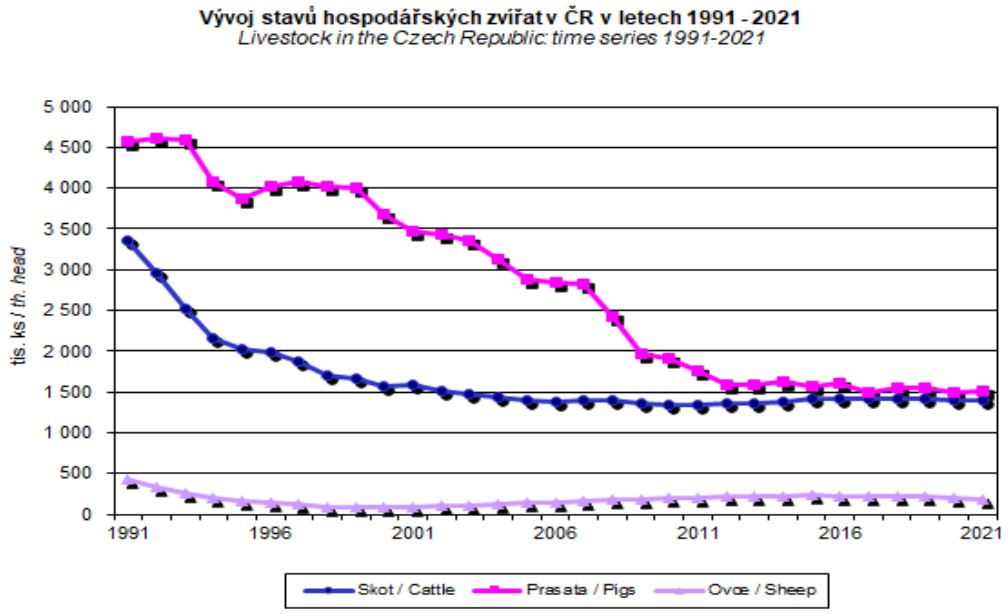 Vývoj stavů hospodářských zvířat v ČR v letech 1991 - 2021
Livestock in the Czech Republic: time series 1991-2021
tis. ks / th. head
5 000
4 500
4 000
3 500
3 000
2 500
2 000
1 500
1 000
500
0
1991 1996 2001 2006 2011 2016 2021
Skot / Cattle Prasata / Pigs Ovce / Sheep